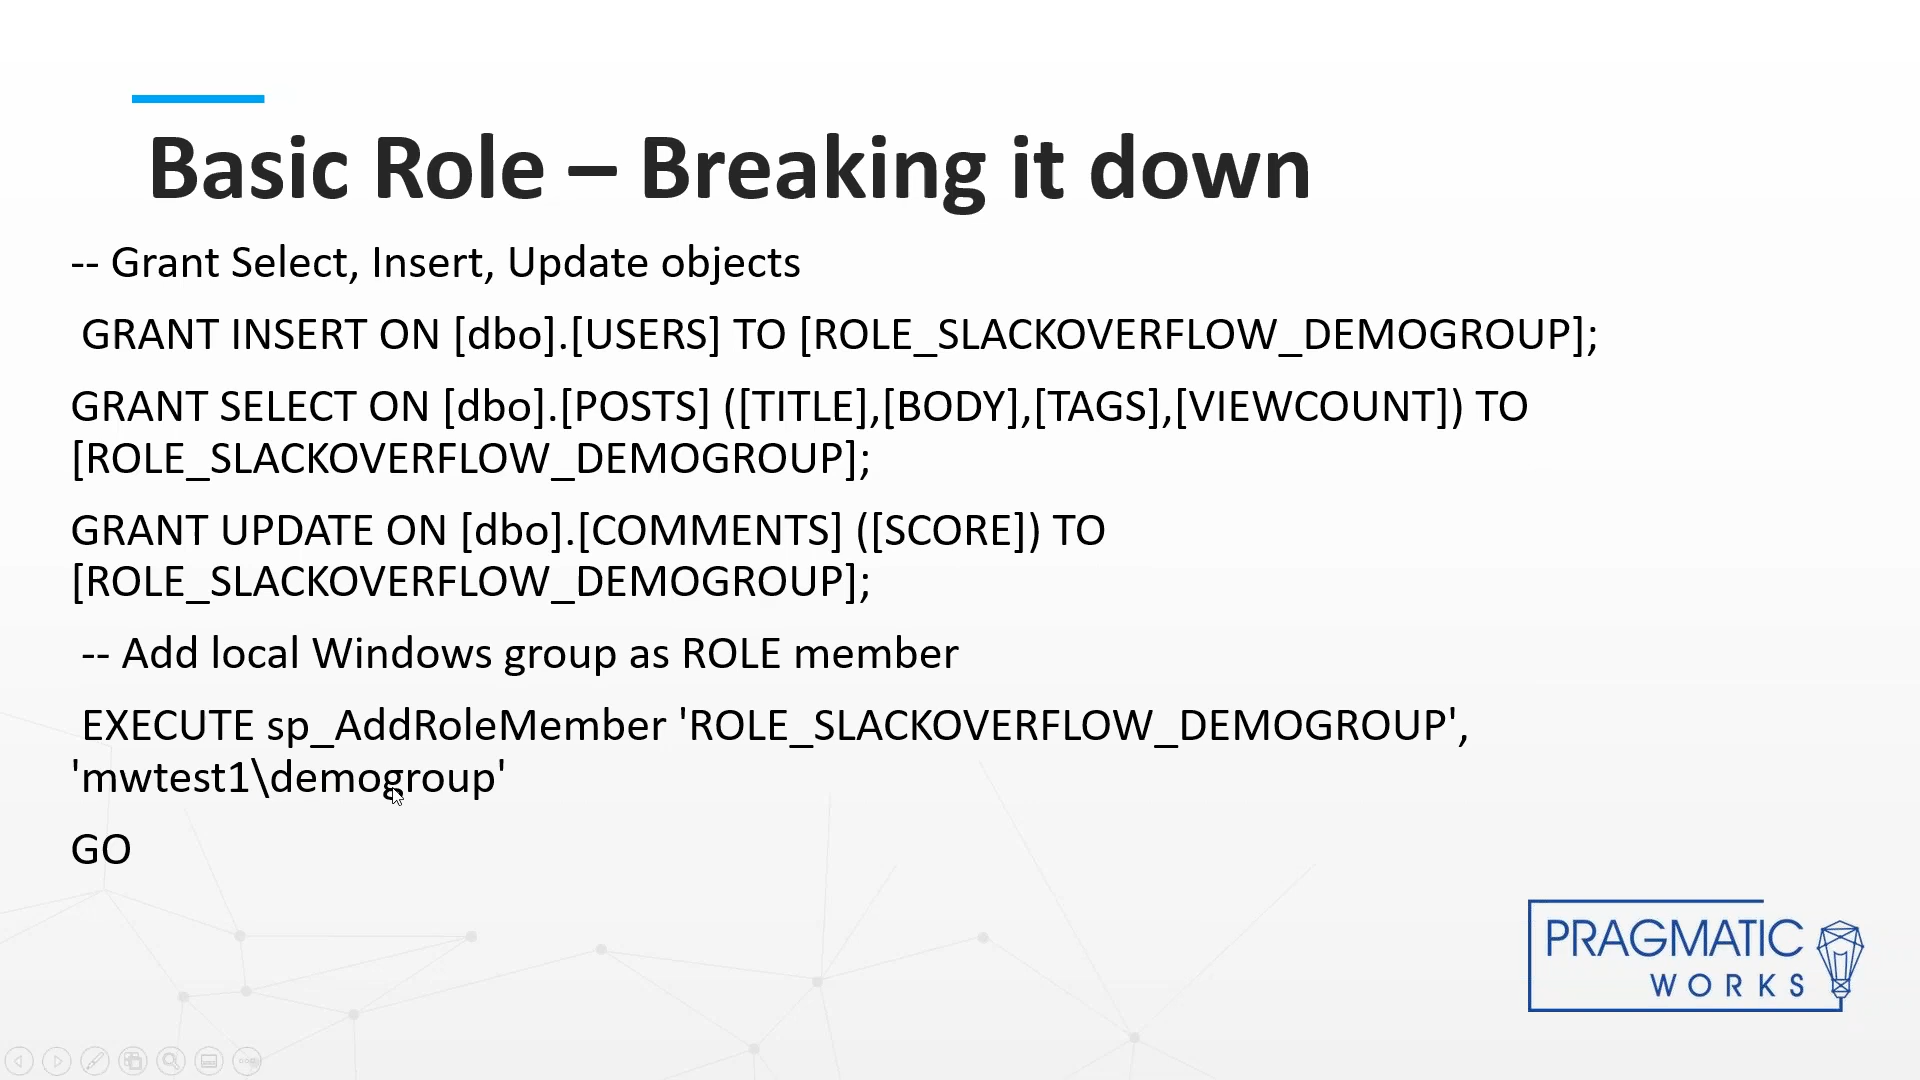 Basic Role – Breaking it down
-- Grant Select, Insert, Update objects
GRANT INSERT ON [dbo].[USERS] TO [ROLE_SLACKOVERFLOW_DEMOGROUP];
GRANT SELECT ON [dbo].[POSTS] ([TITLE],[BODY],[TAGS],[VIEWCOUNT]) TO
[ROLE_SLACKOVERFLOW_DEMOGROUP];
GRANT UPDATE ON [dbo].[COMMENTS] ([SCORE]) TO
[ROLE_SLACKOVERFLOW_DEMOGROUP];
-- Add local Windows group as ROLE member
EXECUTE sp_AddRoleMember 'ROLE_SLACKOVERFLOW_DEMOGROUP',
'mwtest1\demogroup'
GO
PRAGMATIC
WORKS